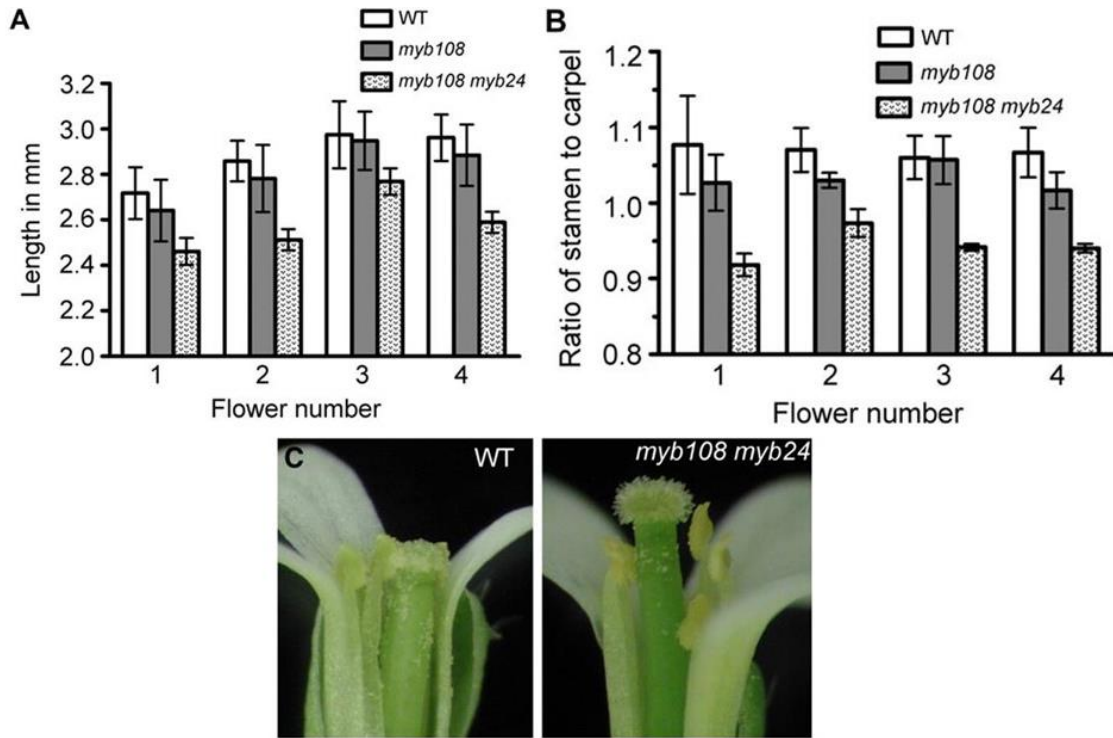 A
WT
myb108
myb108 myb24
Length in mm
3.2
3.0
2.8
2.6
2.4
2.2
2.0
1
2
3
4
Flower number
B
WT
myb108
myb108 myb24
Ratio of stamen to carpel
1.2
1.10
1.0
0.9
0.8
1
2
3
4
Flower number
C
WT
myb108 myb24